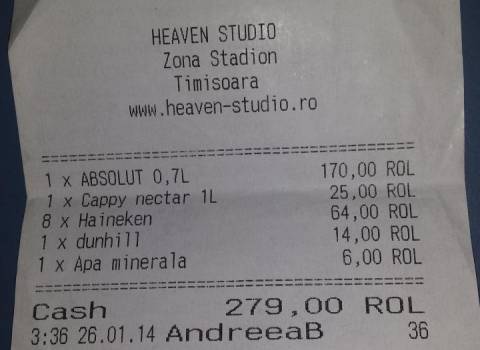 HEAVEN STUDIO
Zona Stadion
Timisoara
www.heaven-studio.ro
==========================================
1 x ABSOLUT 0,7L 170,00 ROL
1 x Cappy nectar 1L 25,00 ROL
8 x Haineken 64,00 ROL
1 x dunhill 14,00 ROL
1 x Apa minerala 6,00 ROL
==========================================
Cash 279,00 ROL
3:36 26.01.14 AndreeaB 36